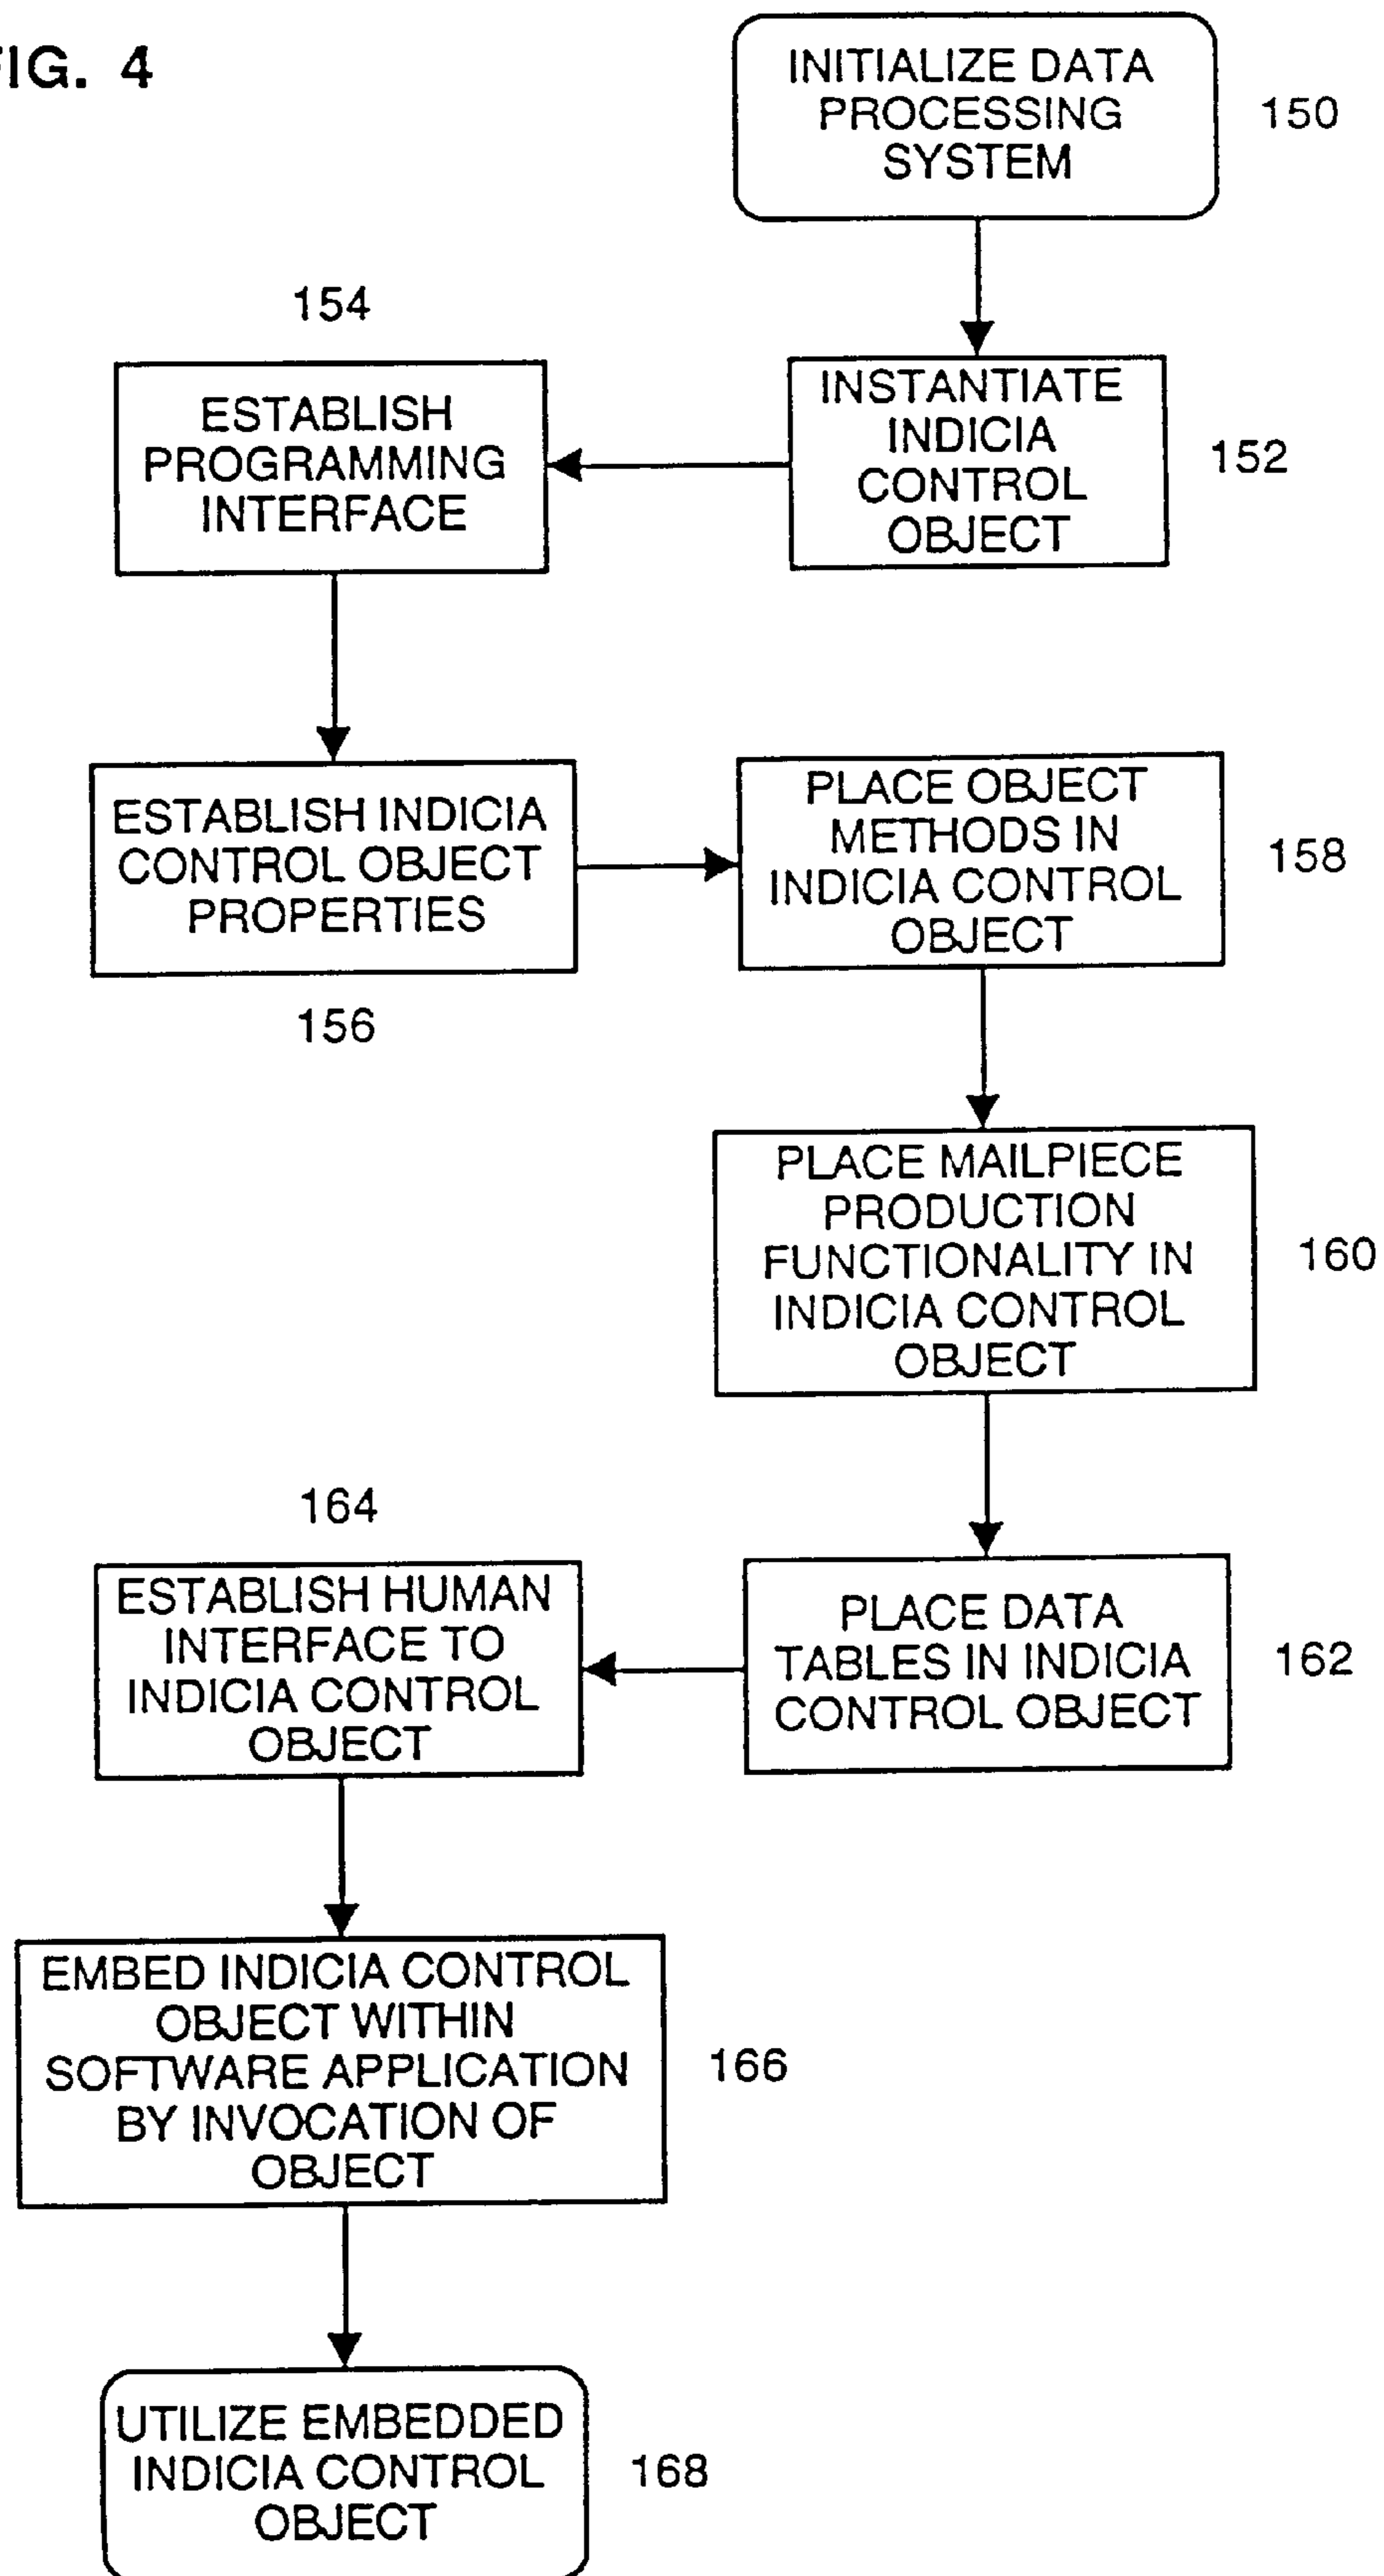 FIG. 4
INITIALIZE DATA
PROCESSING
SYSTEM
150
INSTANTIATE
INDICIA
CONTROL
OBJECT
152
154
ESTABLISH
PROGRAMMING
INTERFACE
ESTABLISH INDICIA
CONTROL OBJECT
PROPERTIES
156
PLACE OBJECT
METHODS IN
INDICIA CONTROL
OBJECT
158
PLACE MAILPIECE
PRODUCTION
FUNCTIONALITY IN
INDICIA CONTROL
OBJECT
160
PLACE DATA
TABLES IN INDICIA
CONTROL OBJECT
162
164
ESTABLISH HUMAN
INTERFACE TO
INDICIA CONTROL
OBJECT
EMBED INDICIA CONTROL
OBJECT WITHIN
SOFTWARE APPLICATION
BY INVOCATION OF
OBJECT
166
UTILIZE EMBEDDED
INDICIA CONTROL
OBJECT
168